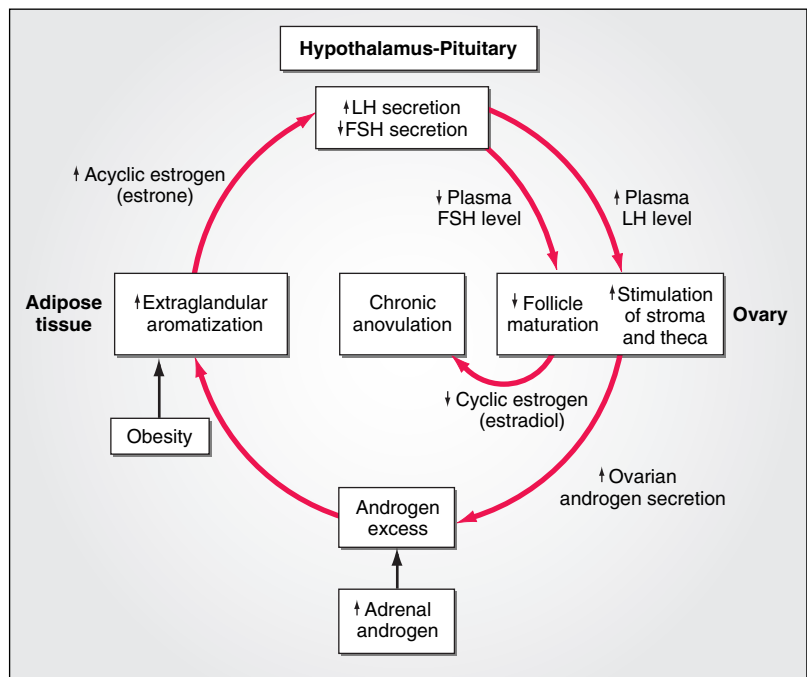 Hypothalamus-Pituitary
↑LH secretion
↓FSH secretion
↑ Acyclic estrogen
(estrone)
↓ Plasma
FSH level
↑ Plasma
LH level
Adipose
tissue
↑Extraglandular
aromatization
Chronic
anovulation
↓ Follicle
maturation
↑Stimulation
of stroma
and theca
Ovary
↓ Cyclic estrogen
(estradiol)
Obesity
↑ Ovarian
androgen secretion
Androgen
excess
↑ Adrenal
androgen